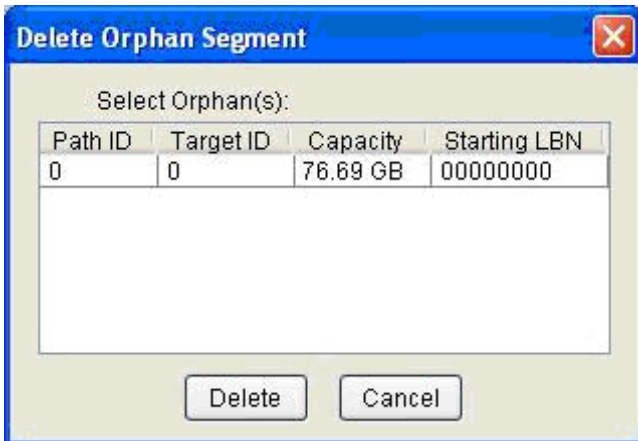 Delete Orphan Segment
Select Orphan(s):
Path ID Target ID Capacity Starting LBN
0 0 76.69 GB 00000000
Delete Cancel